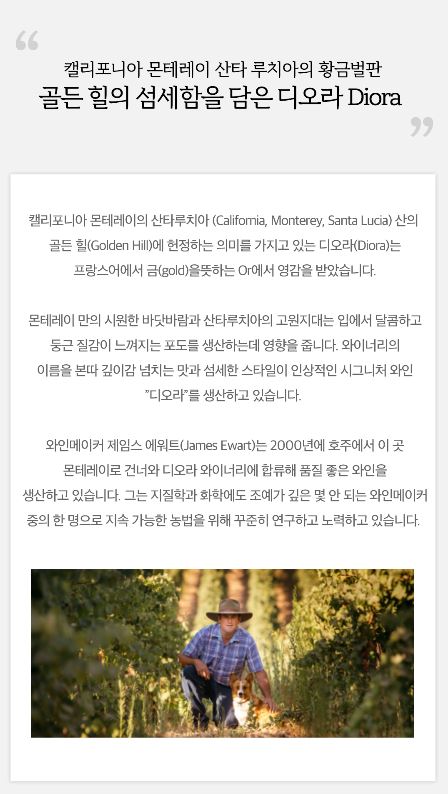 “
캘리포니아 몬테레이 산타 루치아의 황금벌판
골든 힐의 섬세함을 담은 디오라 Diora
”
캘리포니아 몬테레이의 산타루치아 (California, Monterey, Santa Lucia) 산의
골든 힐(Golden Hill)에 헌정하는 의미를 가지고 있는 디오라(Diora)는
프랑스어에서 금(gold)을뜻하는 Or에서 영감을 받았습니다.
몬테레이 만의 시원한 바닷바람과 산타루치아의 고원지대는 입에서 달콤하고
둥근 질감이 느껴지는 포도를 생산하는데 영향을 줍니다. 와이너리의
이름을 본따 깊이감 넘치는 맛과 섬세한 스타일이 인상적인 시그니처 와인
”디오라”를 생산하고 있습니다.
와인메이커 제임스 에워트(James Ewart)는 2000년에 호주에서 이 곳
몬테레이로 건너와 디오라 와이너리에 합류해 품질 좋은 와인을
생산하고 있습니다. 그는 지질학과 화학에도 조예가 깊은 몇 안 되는 와인메이커
중의 한 명으로 지속 가능한 농법을 위해 꾸준히 연구하고 노력하고 있습니다.